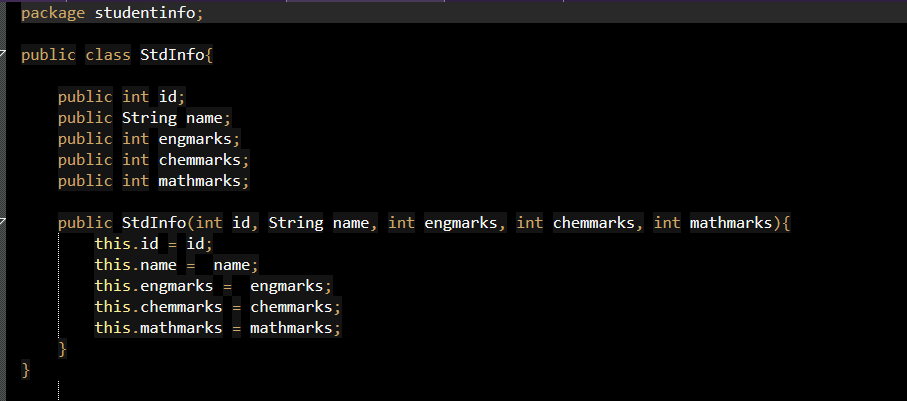 package studentinfo;
public class StdInfo{
public int id;
public String name;
public int engmarks;
public int chemmarks;
public int mathmarks;
public StdInfo(int id, String name, int engmarks, int chemmarks, int mathmarks){
this.id = id;
this.name =  name;
this.engmarks =  engmarks;
this.chemmarks = chemmarks;
this.mathmarks = mathmarks;
}
}